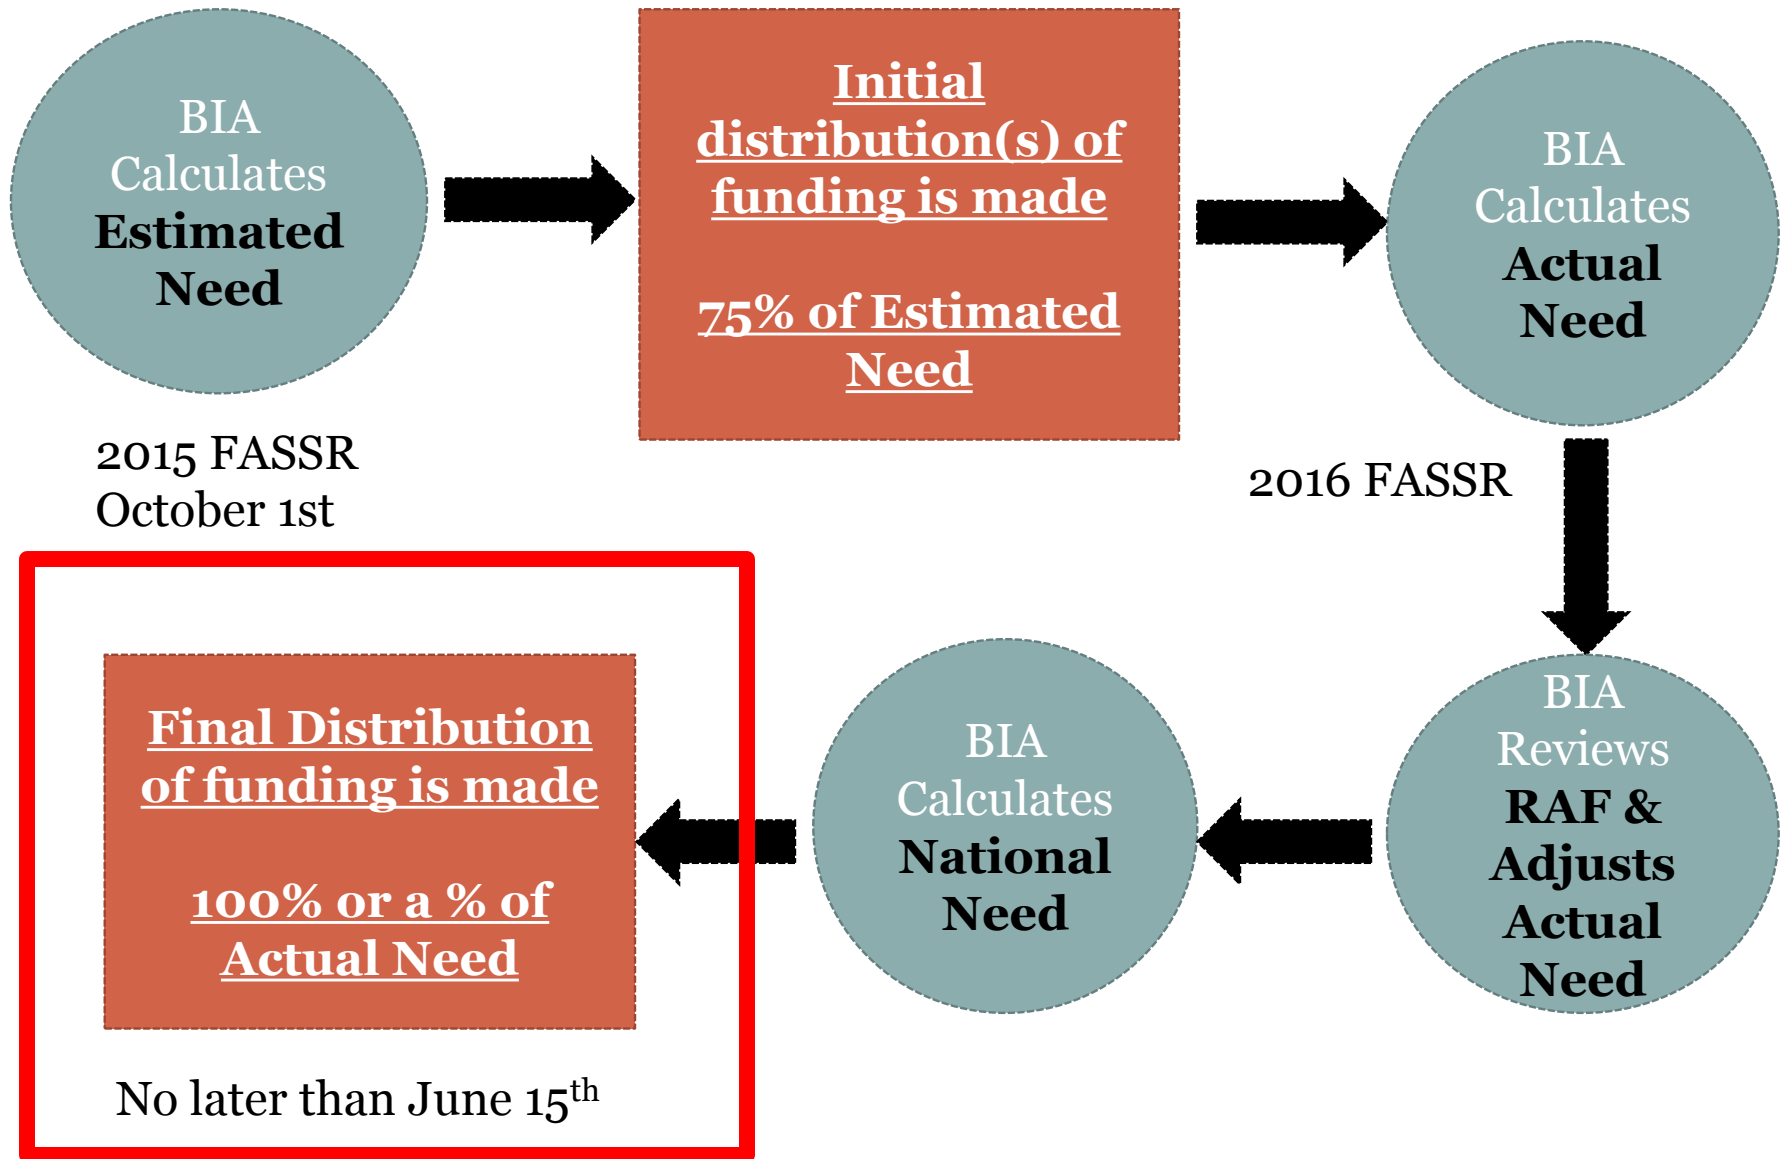 BIA
Calculates
Estimated
Need
2015 FASSR
October 1st
Initial
distribution(s) of
funding is made
75% of Estimated
Need
BIA
Calculates
Actual
Need
2016 FASSR
BIA
Reviews
RAF &
Adjusts
Actual
Need
BIA
Calculates
National
Need
Final Distribution
of funding is made
100% or a % of
Actual Need
No later than June 15th